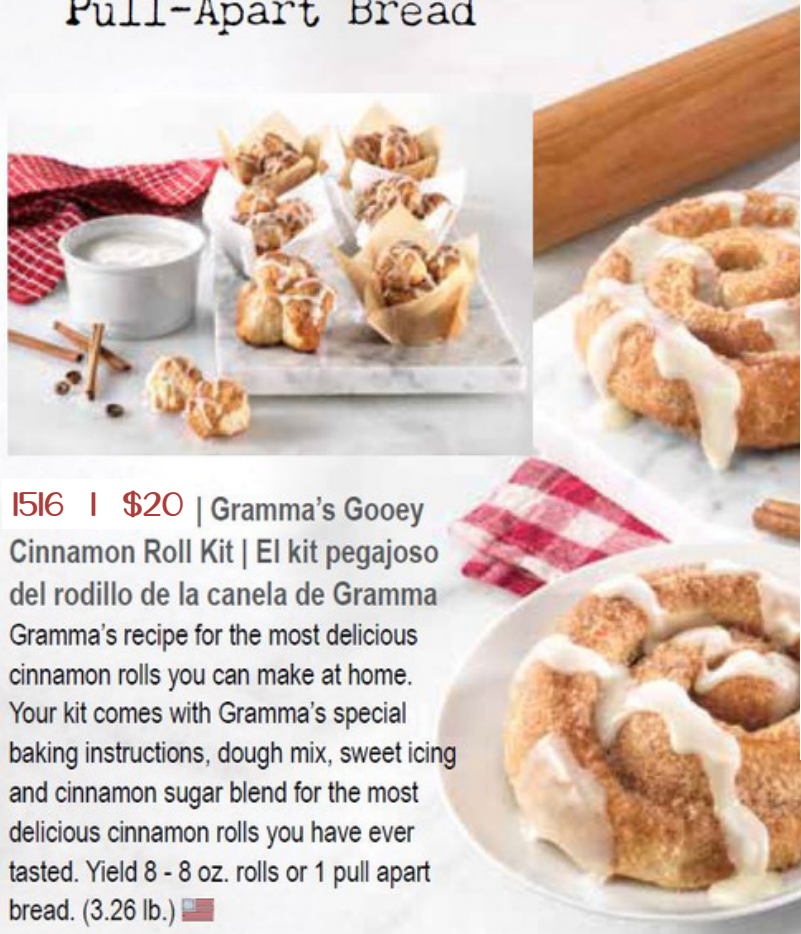 Pull-Apart Bread
1516 | $20 | Gramma's Gooey
Cinnamon Roll Kit | El kit pegajoso
del rodillo de la canela de Gramma
Gramma's recipe for the most delicious
cinnamon rolls you can make at home.
Your kit comes with Gramma's special
baking instructions, dough mix, sweet icing
and cinnamon sugar blend for the most
delicious cinnamon rolls you have ever
tasted. Yield 8 - 8 oz. rolls or 1 pull apart
bread. (3.26 lb.)